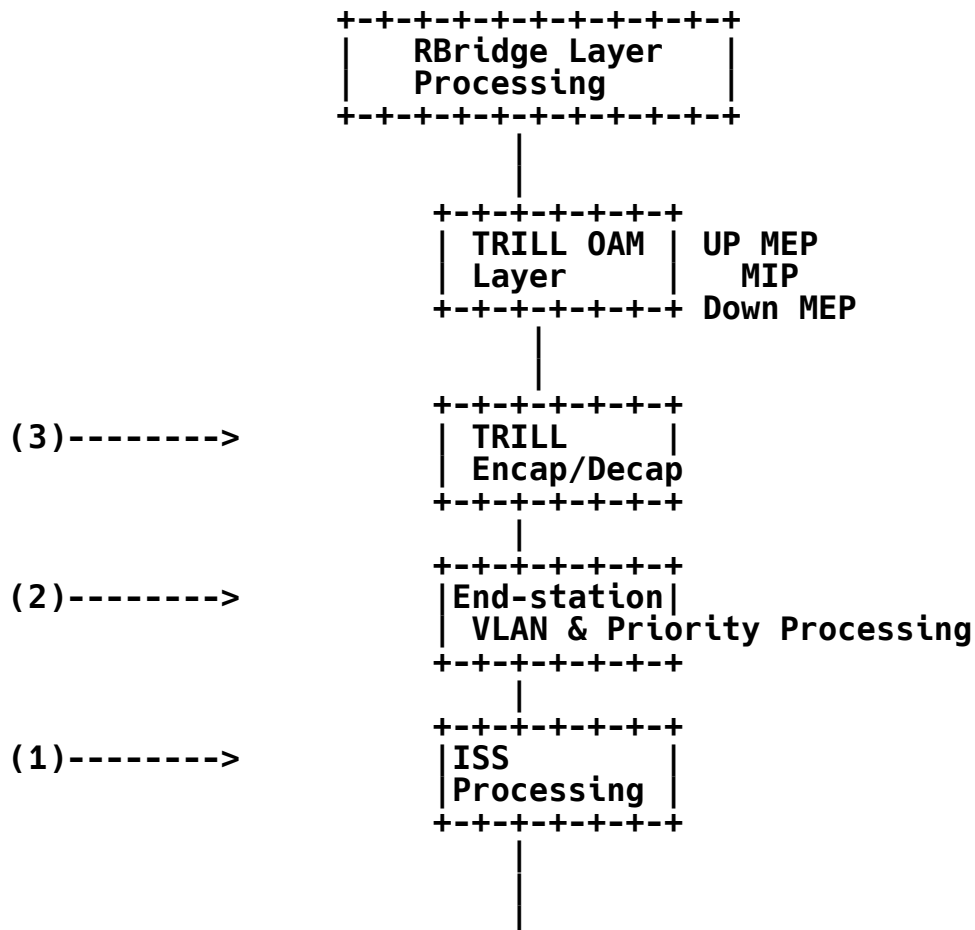 +-+-+-+-+-+-+-+-+-+-+
|   RBridge Layer   |
|   Processing      |
+-+-+-+-+-+-+-+-+-+-+
|
|
+-+-+-+-+-+-+
| TRILL OAM | UP MEP
| Layer     |   MIP
+-+-+-+-+-+-+ Down MEP
|
|
+-+-+-+-+-+-+
(3)--------> | TRILL     |
| Encap/Decap
+-+-+-+-+-+-+
|
+-+-+-+-+-+-+
(2)--------> |End-station|
| VLAN & Priority Processing
+-+-+-+-+-+-+
|
+-+-+-+-+-+-+
(1)--------> |ISS        |
|Processing |
+-+-+-+-+-+-+
|
|
|